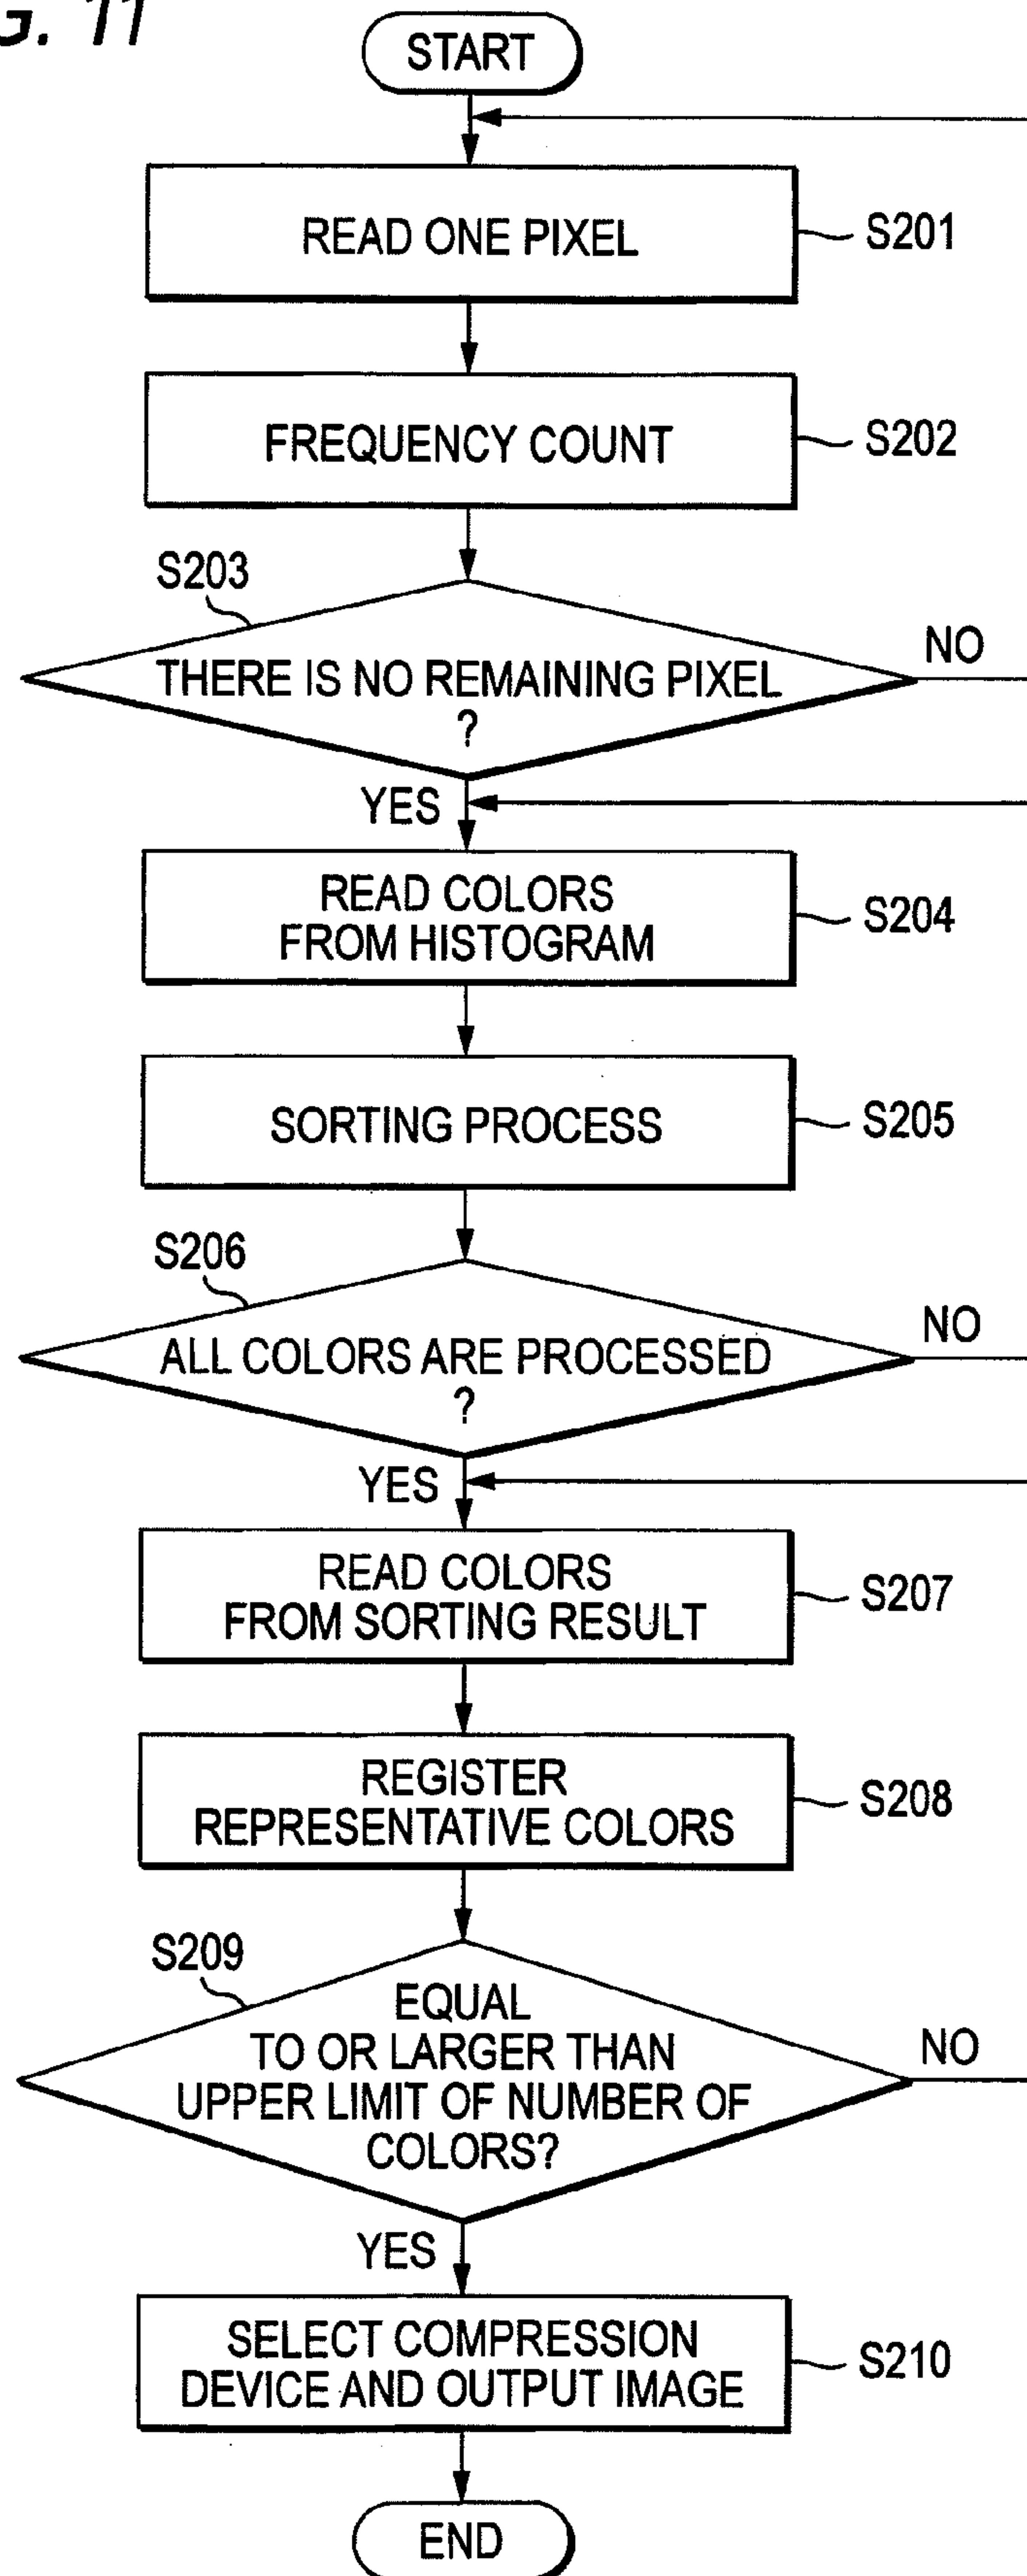 G. 11
START
READ ONE PIXEL
S201
FREQUENCY COUNT
S202
S203
THERE IS NO REMAINING PIXEL
?
NO
YES
READ COLORS
FROM HISTOGRAM
S204
SORTING PROCESS
S205
S206
ALL COLORS ARE PROCESSED
?
NO
YES
READ COLORS
FROM SORTING RESULT
S207
REGISTER
REPRESENTATIVE COLORS
S208
S209
EQUAL
TO OR LARGER THAN
UPPER LIMIT OF NUMBER OF
COLORS?
NO
YES
SELECT COMPRESSION
DEVICE AND OUTPUT IMAGE
S210
END